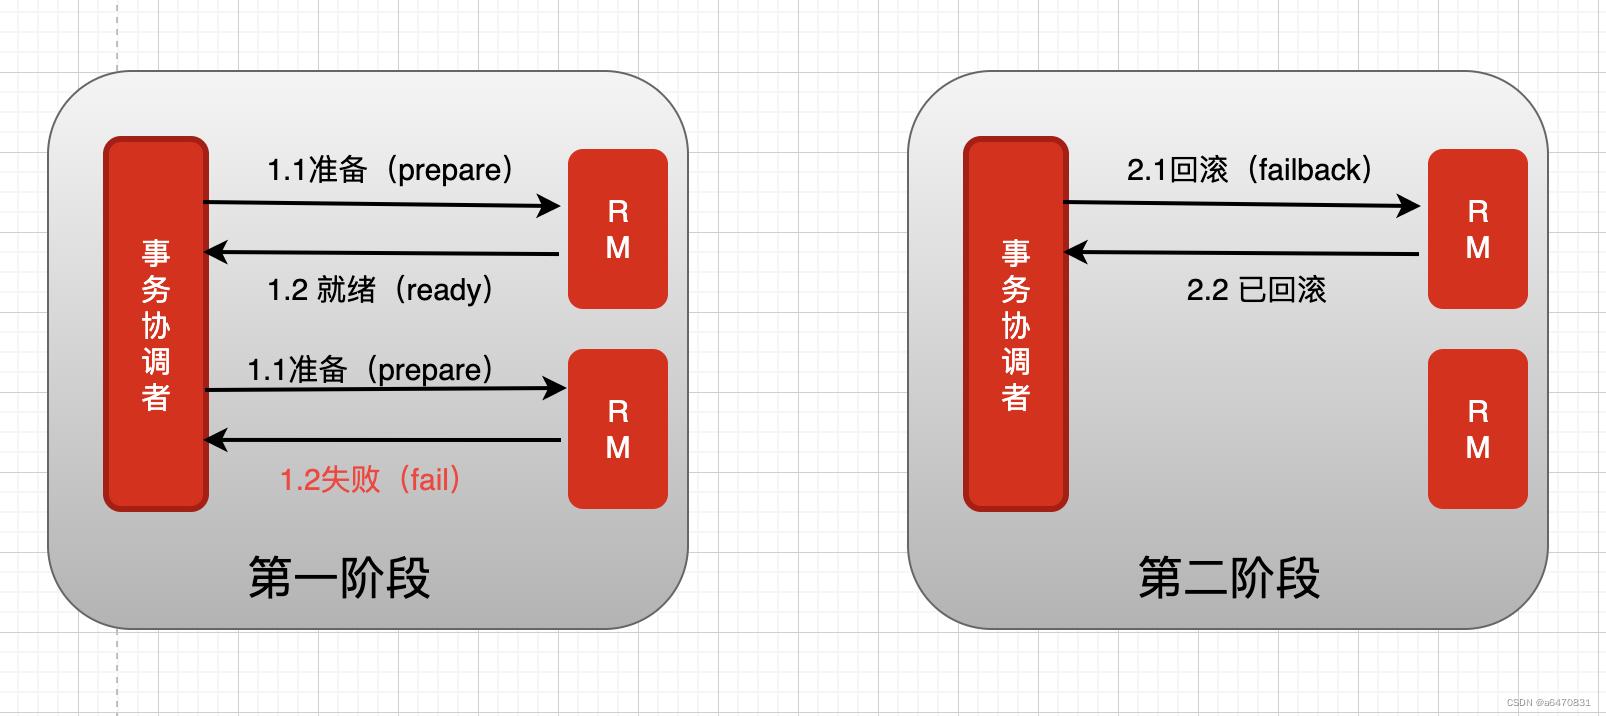 1.1准备（prepare）
1.2 就绪（ready）
1.1准备（prepare）
1.2失败（fail）
事务协调者
RM
RM
第一阶段
2.1回滚（failback）
2.2 已回滚
事务协调者
RM
RM
第二阶段
CSDN @a6470831